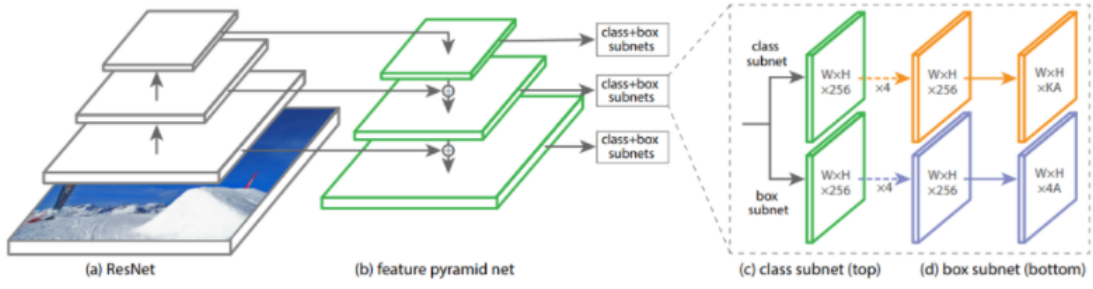 class+box
subnets
class+box
subnets
class+box
subnets
class
subnet
W×H
×256
×4
W×H
×256
W×H
×KA
W×H
×256
×4
W×H
×256
W×H
×4A
box
subnet
(a) ResNet
(b) feature pyramid net
(c) class subnet (top)
(d) box subnet (bottom)